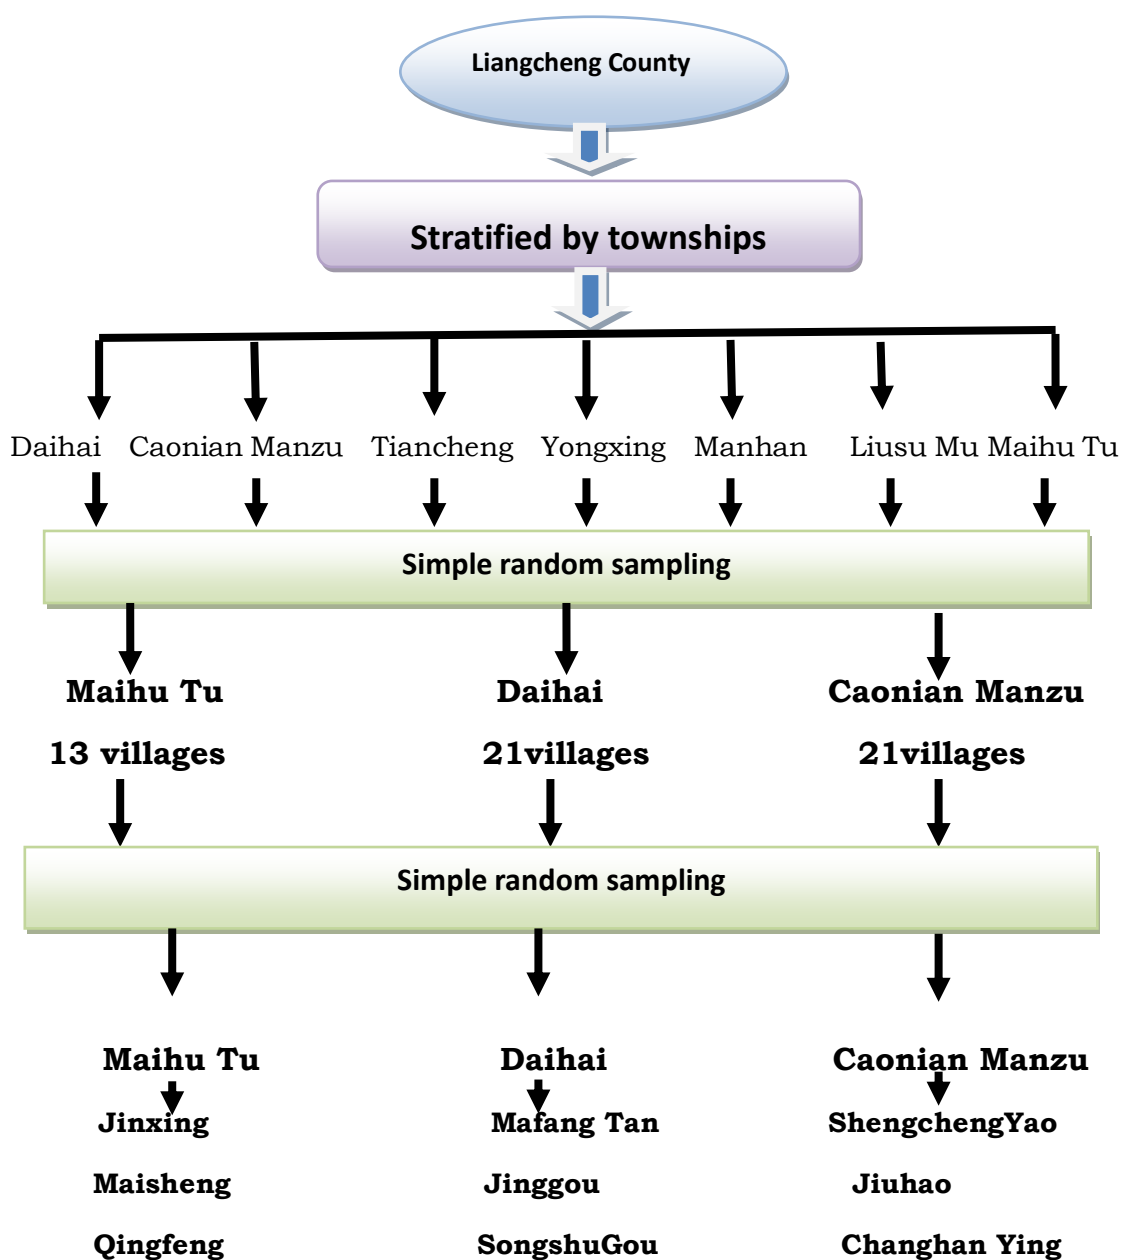 Liangcheng County
Stratified by townships
Daihai Caonian Manzu Tiancheng Yongxing Manhan Liusu Mu Maihu Tu
Simple random sampling
Maihu Tu Daihai Caonian Manzu
13 villages 21villages 21villages
Simple random sampling
Maihu Tu Daihai Caonian Manzu
Jinxing Mafang Tan ShengchengYao
Maisheng Jinggou Jiuhao
Qingfeng SongshuGou Changhan Ying